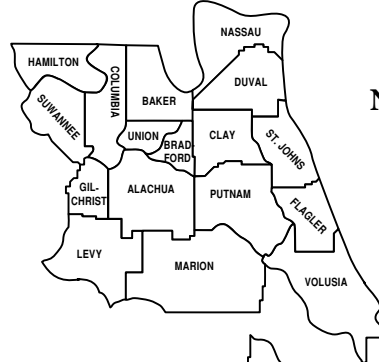 NASSAU
HAMILTON
COLUMBIA
DUVAL
BAKER
SUWANNEE
UNION
CLAY
BRAD-
FORD
ST. JOHNS
GIL-
CHRIST
ALACHUA
PUTNAM
FLAGLER
LEVY
MARION
VOLUSIA
N